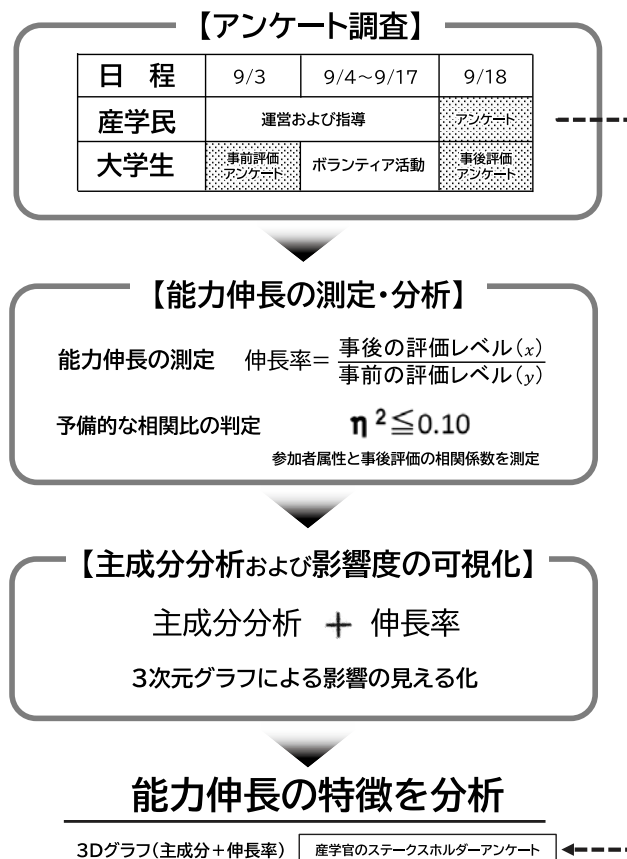 【アンケート調査】
日 程 9/3 9/4～9/17 9/18
産学民 運営および指導 アンケート
大学生 事前評価アンケート ボランティア活動 事後評価アンケート
【能力伸長の測定・分析】
能力伸長の測定 伸長率＝ 事後の評価レベル(x)
事前の評価レベル(y)
予備的な相関比の判定 η²≦0.10
参加者属性と事後評価の相関係数を測定
【主成分分析および影響度の可視化】
主成分分析 ＋ 伸長率
3次元グラフによる影響の見える化
能力伸長の特徴を分析
3Dグラフ(主成分＋伸長率) 産学官のステークスホルダーアンケート